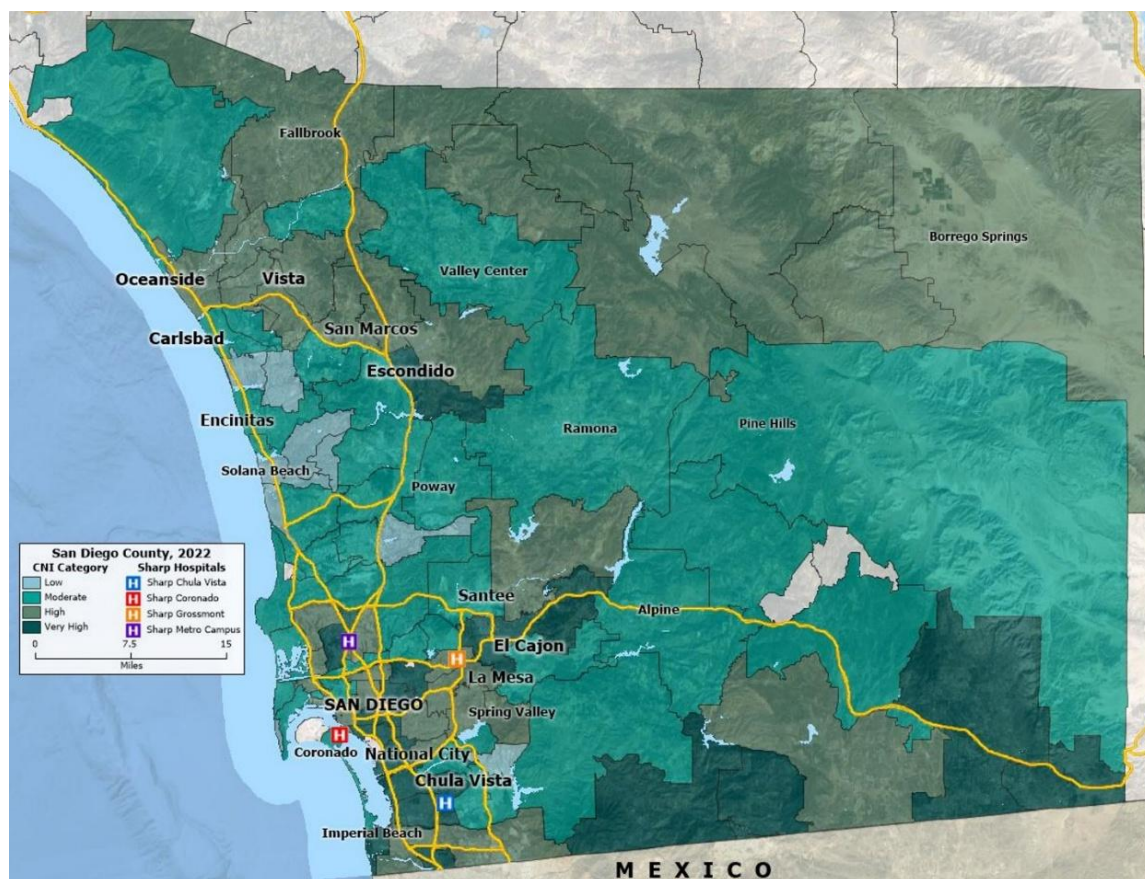 Fallbrook
Borrego Springs
Valley Center
Oceanside
Vista
San Marcos
Carlsbad
Escondido
Encinitas
Ramona
Pine Hills
Solana Beach
Poway
San Diego County, 2022
CNI Category
Low
Moderate
High
Very High
Sharp Hospitals
H Sharp Chula Vista
H Sharp Coronado
H Sharp Grossmont
H Sharp Metro Campus
0 7.5 15
Miles
Santee
Alpine
H
El Cajon
H
La Mesa
SAN DIEGO
Spring Valley
H
Coronado
National City
Chula Vista
H
Imperial Beach
MEXICO